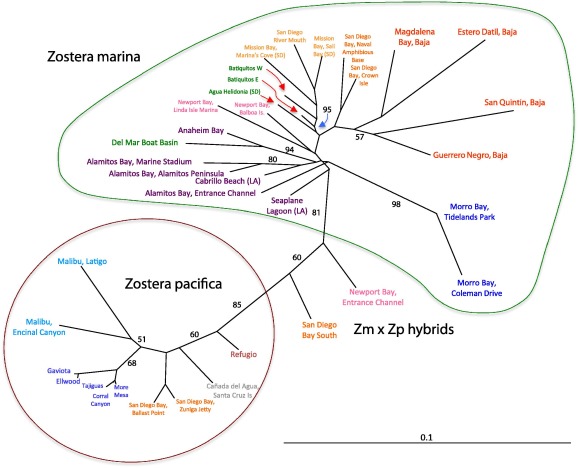 Zostera marina
San Diego
River Mouth
Mission Bay,
Marina's Cove (SD)
Mission
Bay, Sail
Bay (SD)
San Diego
Bay, Naval
Amphibious
Base
San Diego
Bay, Crown
Isle
Magdalena
Bay, Baja
Estero Datil, Baja
Batiquitos W
Batiquitos E
Agua Hedionia (SD)
95
San Quintin, Baja
Newport Bay,
Linda Isle Marina
Newport Bay,
Balboa Is.
57
Anaheim Bay
Del Mar Boat Basin
94
Guerrero Negro, Baja
Alamitos Bay, Marine Stadium
80
Alamitos Bay, Alamitos Peninsula
Cabrillo Beach (LA)
Alamitos Bay, Entrance Channel
Seaplane
Lagoon (LA)
98
Morro Bay,
Tidelands Park
81
Morro Bay,
Coleman Drive
60
Newport Bay,
Entrance Channel
San Diego
Bay South
Zm x Zp hybrids
Zostera pacifica
Malibu, Latigo
85
Malibu,
Encinal Canyon
51
60
Refugio
68
Gaviota
Ellwood
Tajiguas
Corral
Canyon
More
Mesa
San Diego Bay,
Ballast Point
San Diego Bay,
Zuniga Jetty
Cañada del Agua,
Santa Cruz Is
0.1